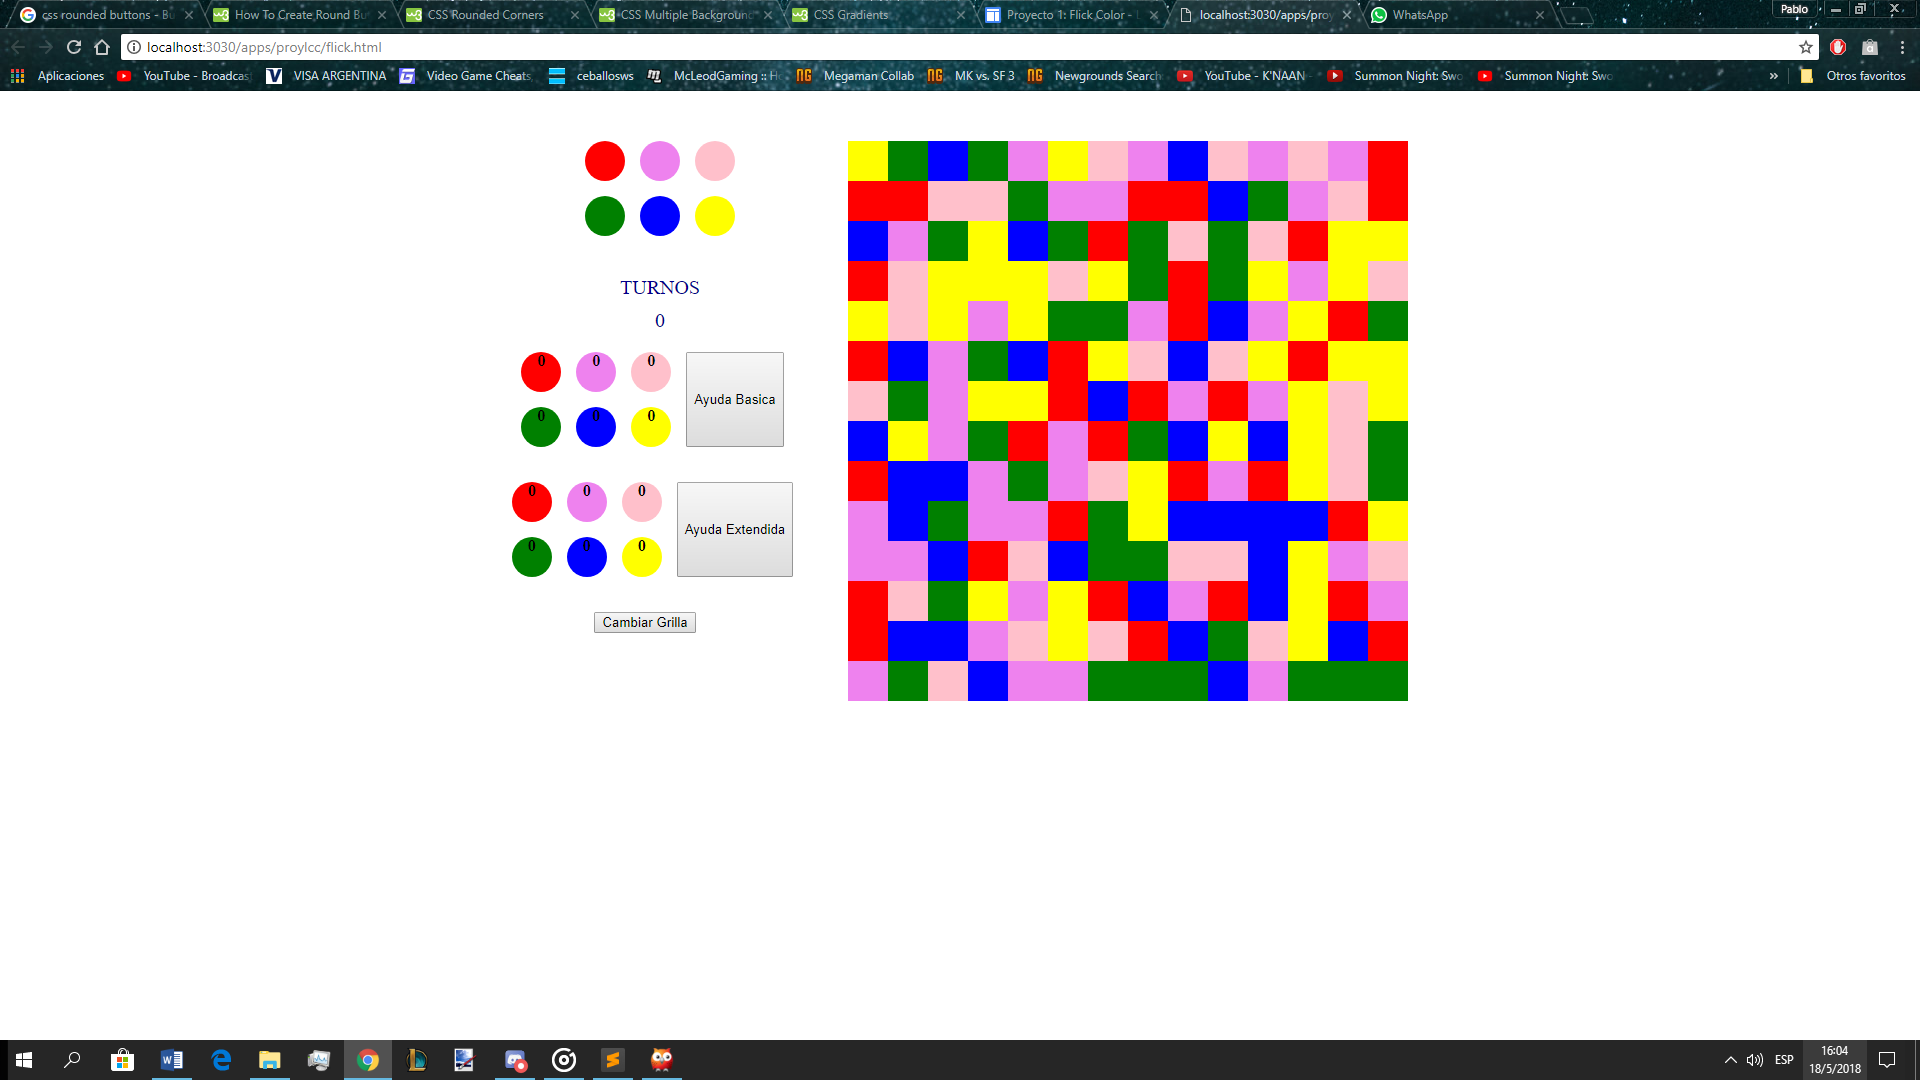 css rounded buttons - Bu
How To Create Round Bu
CSS Rounded Corners
CSS Multiple Background
CSS Gradients
Proyecto 1: Flick Color -
localhost:3030/apps/proy
WhatsApp
Pablo
localhost:3030/apps/proylcc/flick.html
Aplicaciones
YouTube - Broadcas
VISA ARGENTINA
Video Game Cheats
ceballosws
McLeodGaming :: H
Megaman Collab
MK vs. SF 3
Newgrounds Search
YouTube - K'NAAN -
Summon Night: Swo
Summon Night: Swo
»
Otros favoritos
TURNOS
0
0 0 0
0 0 0
Ayuda Basica
0 0 0
0 0 0
Ayuda Extendida
Cambiar Grilla
ESP
16:04
18/5/2018